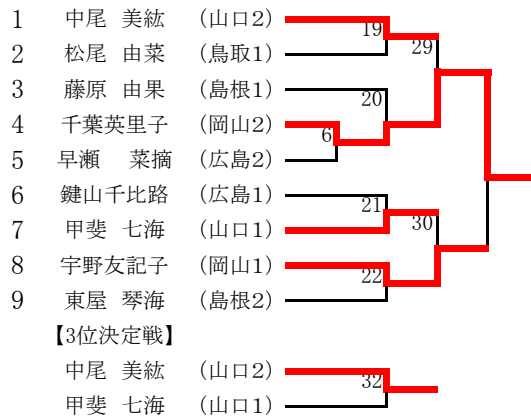 1 中尾 美紘 (山口2)
19
29
2 松尾 由菜 (鳥取1)
3 藤原 由果 (島根1)
20
4 千葉英里子 (岡山2)
6
5 早瀬 菜摘 (広島2)
6 鍵山千比路 (広島1)
21
30
7 甲斐 七海 (山口1)
8 宇野友記子 (岡山1)
22
9 東屋 琴海 (島根2)
【3位決定戦】
中尾 美紘 (山口2)
32
甲斐 七海 (山口1)